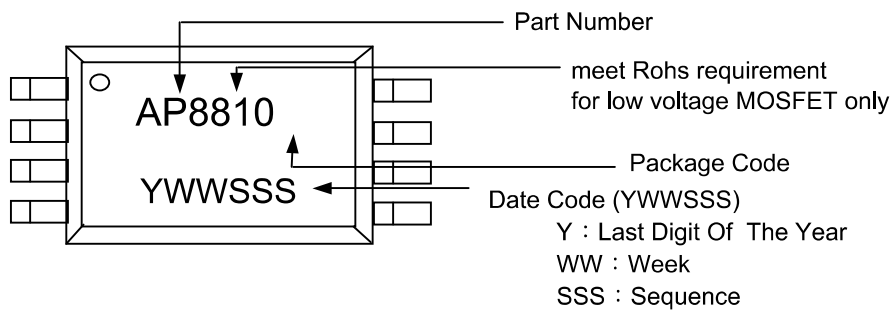 Part Number
meet Rohs requirement
for low voltage MOSFET only
AP8810
Package Code
YWWSSS
Date Code (YWWSSS)
Y：Last Digit Of The Year
WW：Week
SSS：Sequence